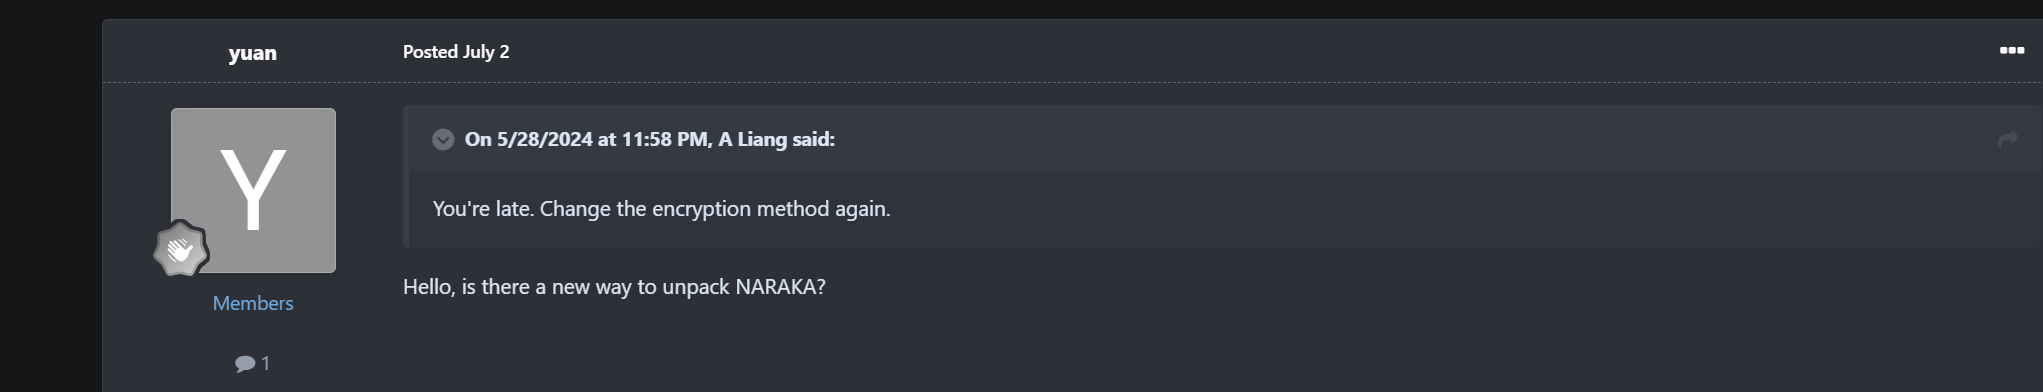 yuan
Posted July 2
Y
On 5/28/2024 at 11:58 PM, A Liang said:
You're late. Change the encryption method again.
Hello, is there a new way to unpack NARAKA?
Members
1